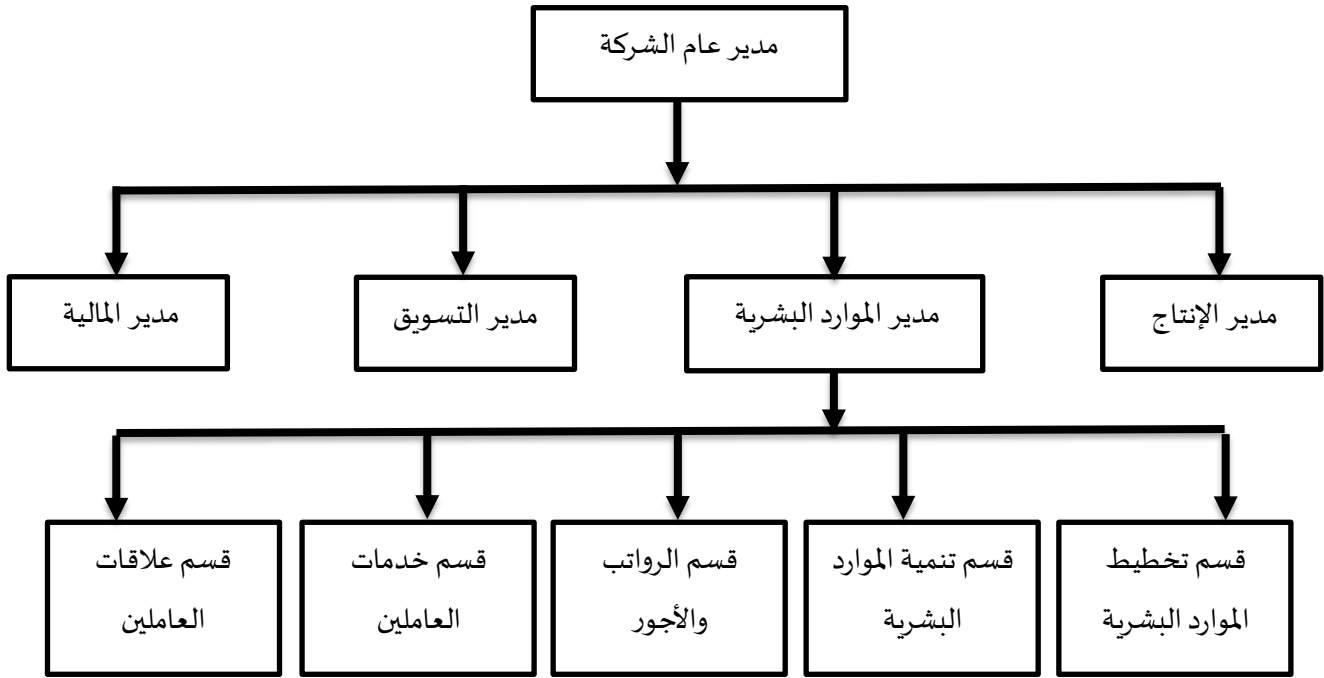 مدير عام الشركة
مدير الإنتاج
مدير الموارد البشرية
مدير التسويق
مدير المالية
قسم تخطيط
الموارد البشرية
قسم تنمية الموارد
البشرية
قسم الرواتب
والأجور
قسم خدمات
العاملين
قسم علاقات
العاملين